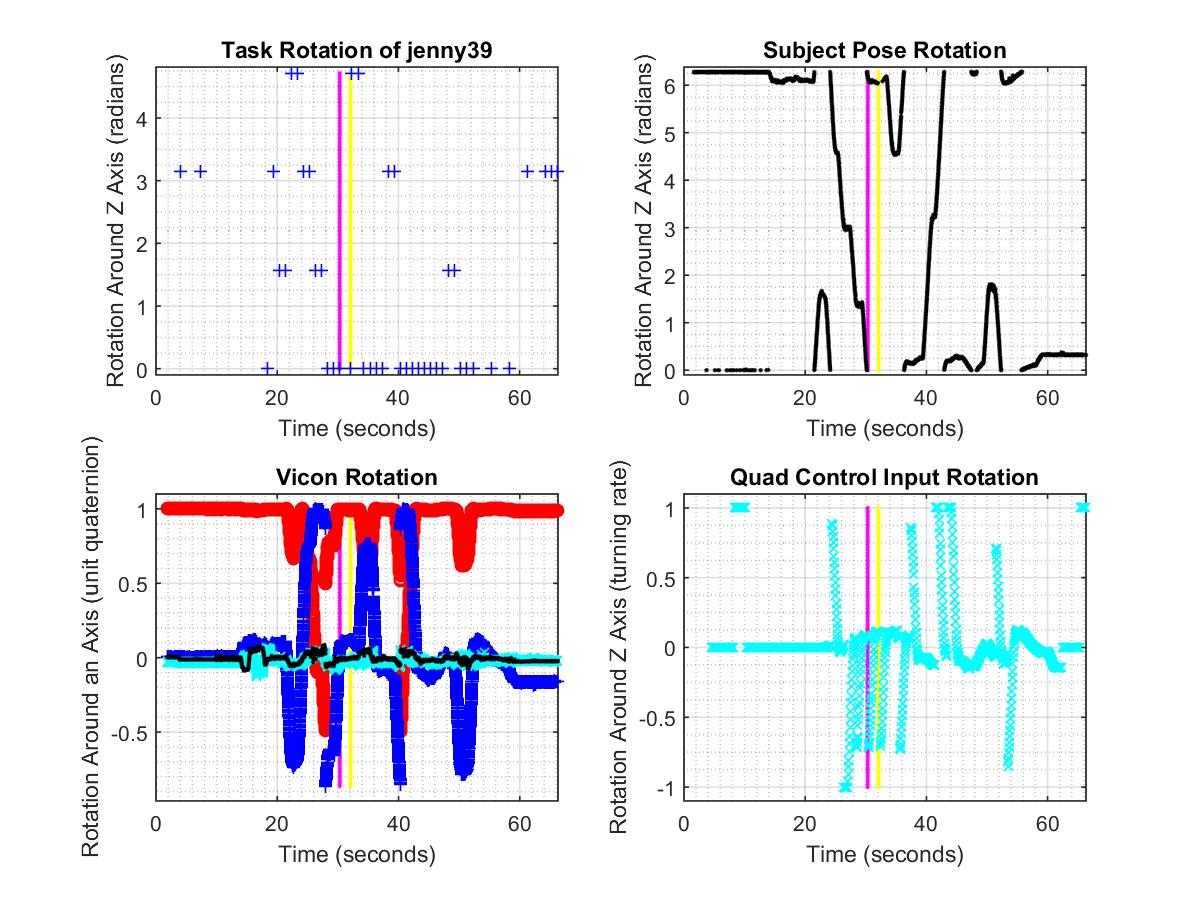 Task Rotation of jenny39
Rotation Around Z Axis (radians)
4
3
2
1
0
0 20 40 60
Time (seconds)
Subject Pose Rotation
Rotation Around Z Axis (radians)
6
5
4
3
2
1
0
0 20 40 60
Time (seconds)
Vicon Rotation
Rotation Around an Axis (unit quaternion)
1
0.5
0
-0.5
0 20 40 60
Time (seconds)
Quad Control Input Rotation
Rotation Around Z Axis (turning rate)
1
0.5
0
-0.5
-1
0 20 40 60
Time (seconds)